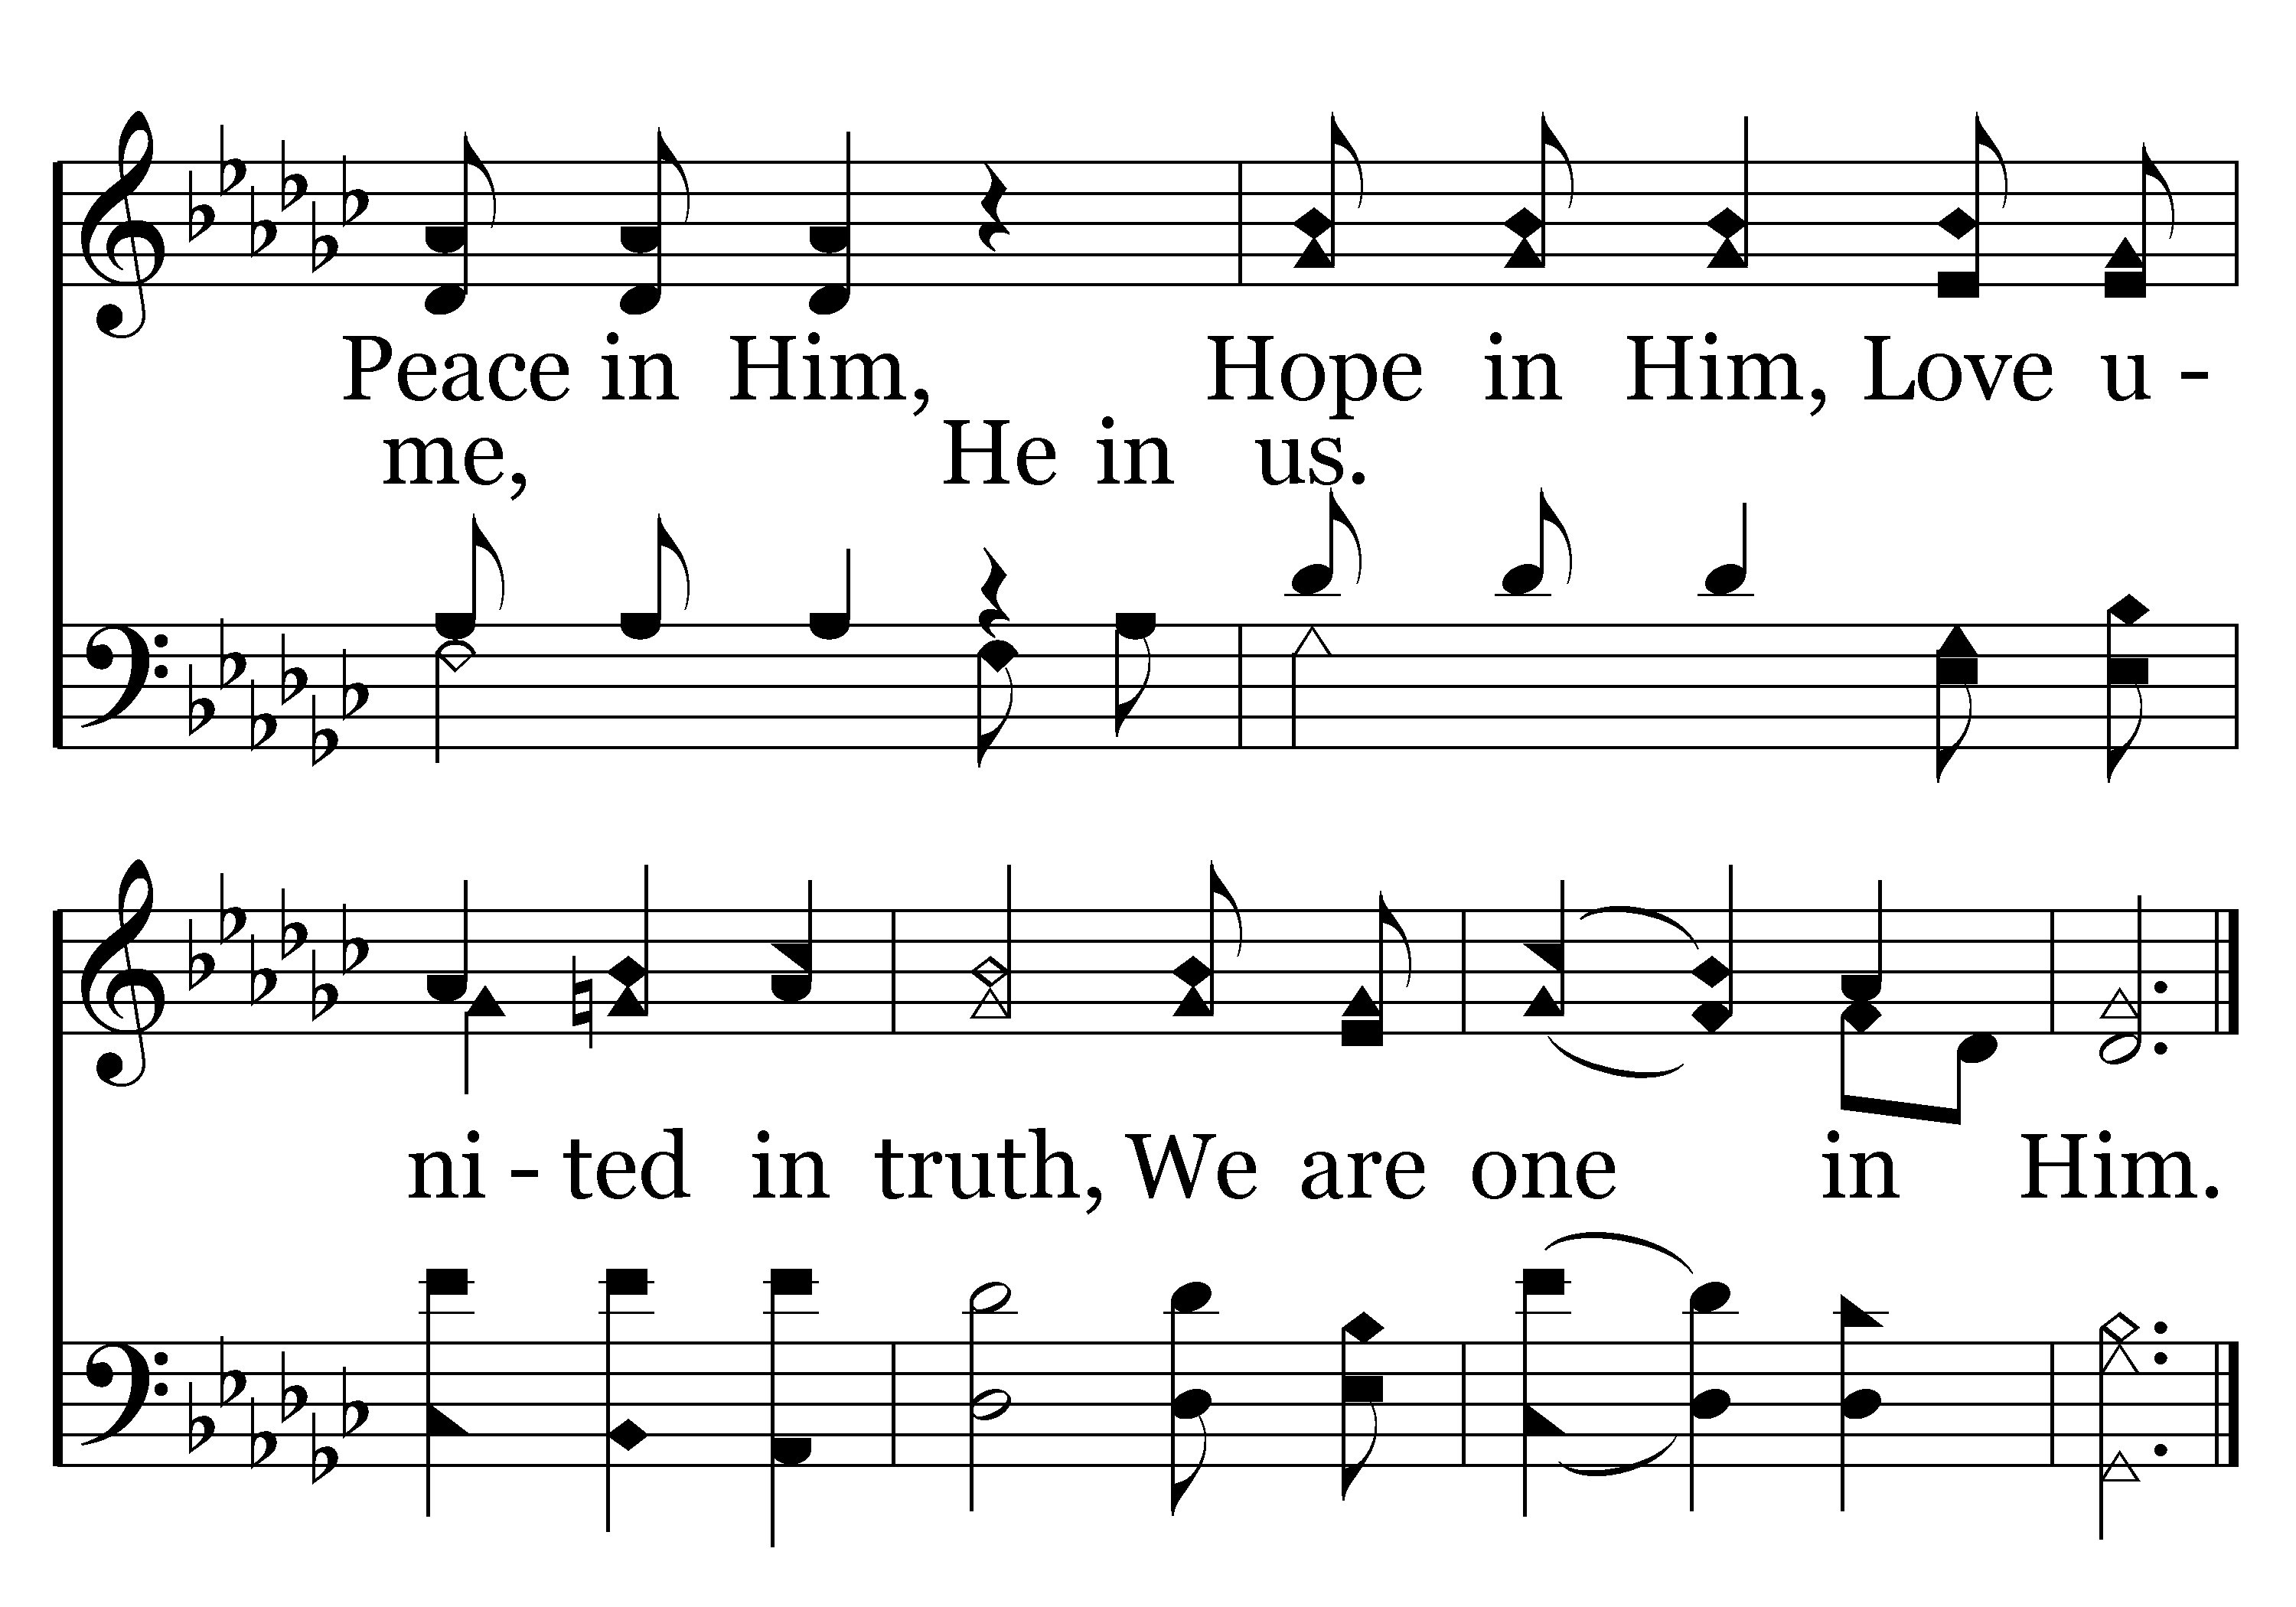 Peace in Him, Hope in Him, Love u -
me, He in us.
ni - ted in truth, We are one in Him.